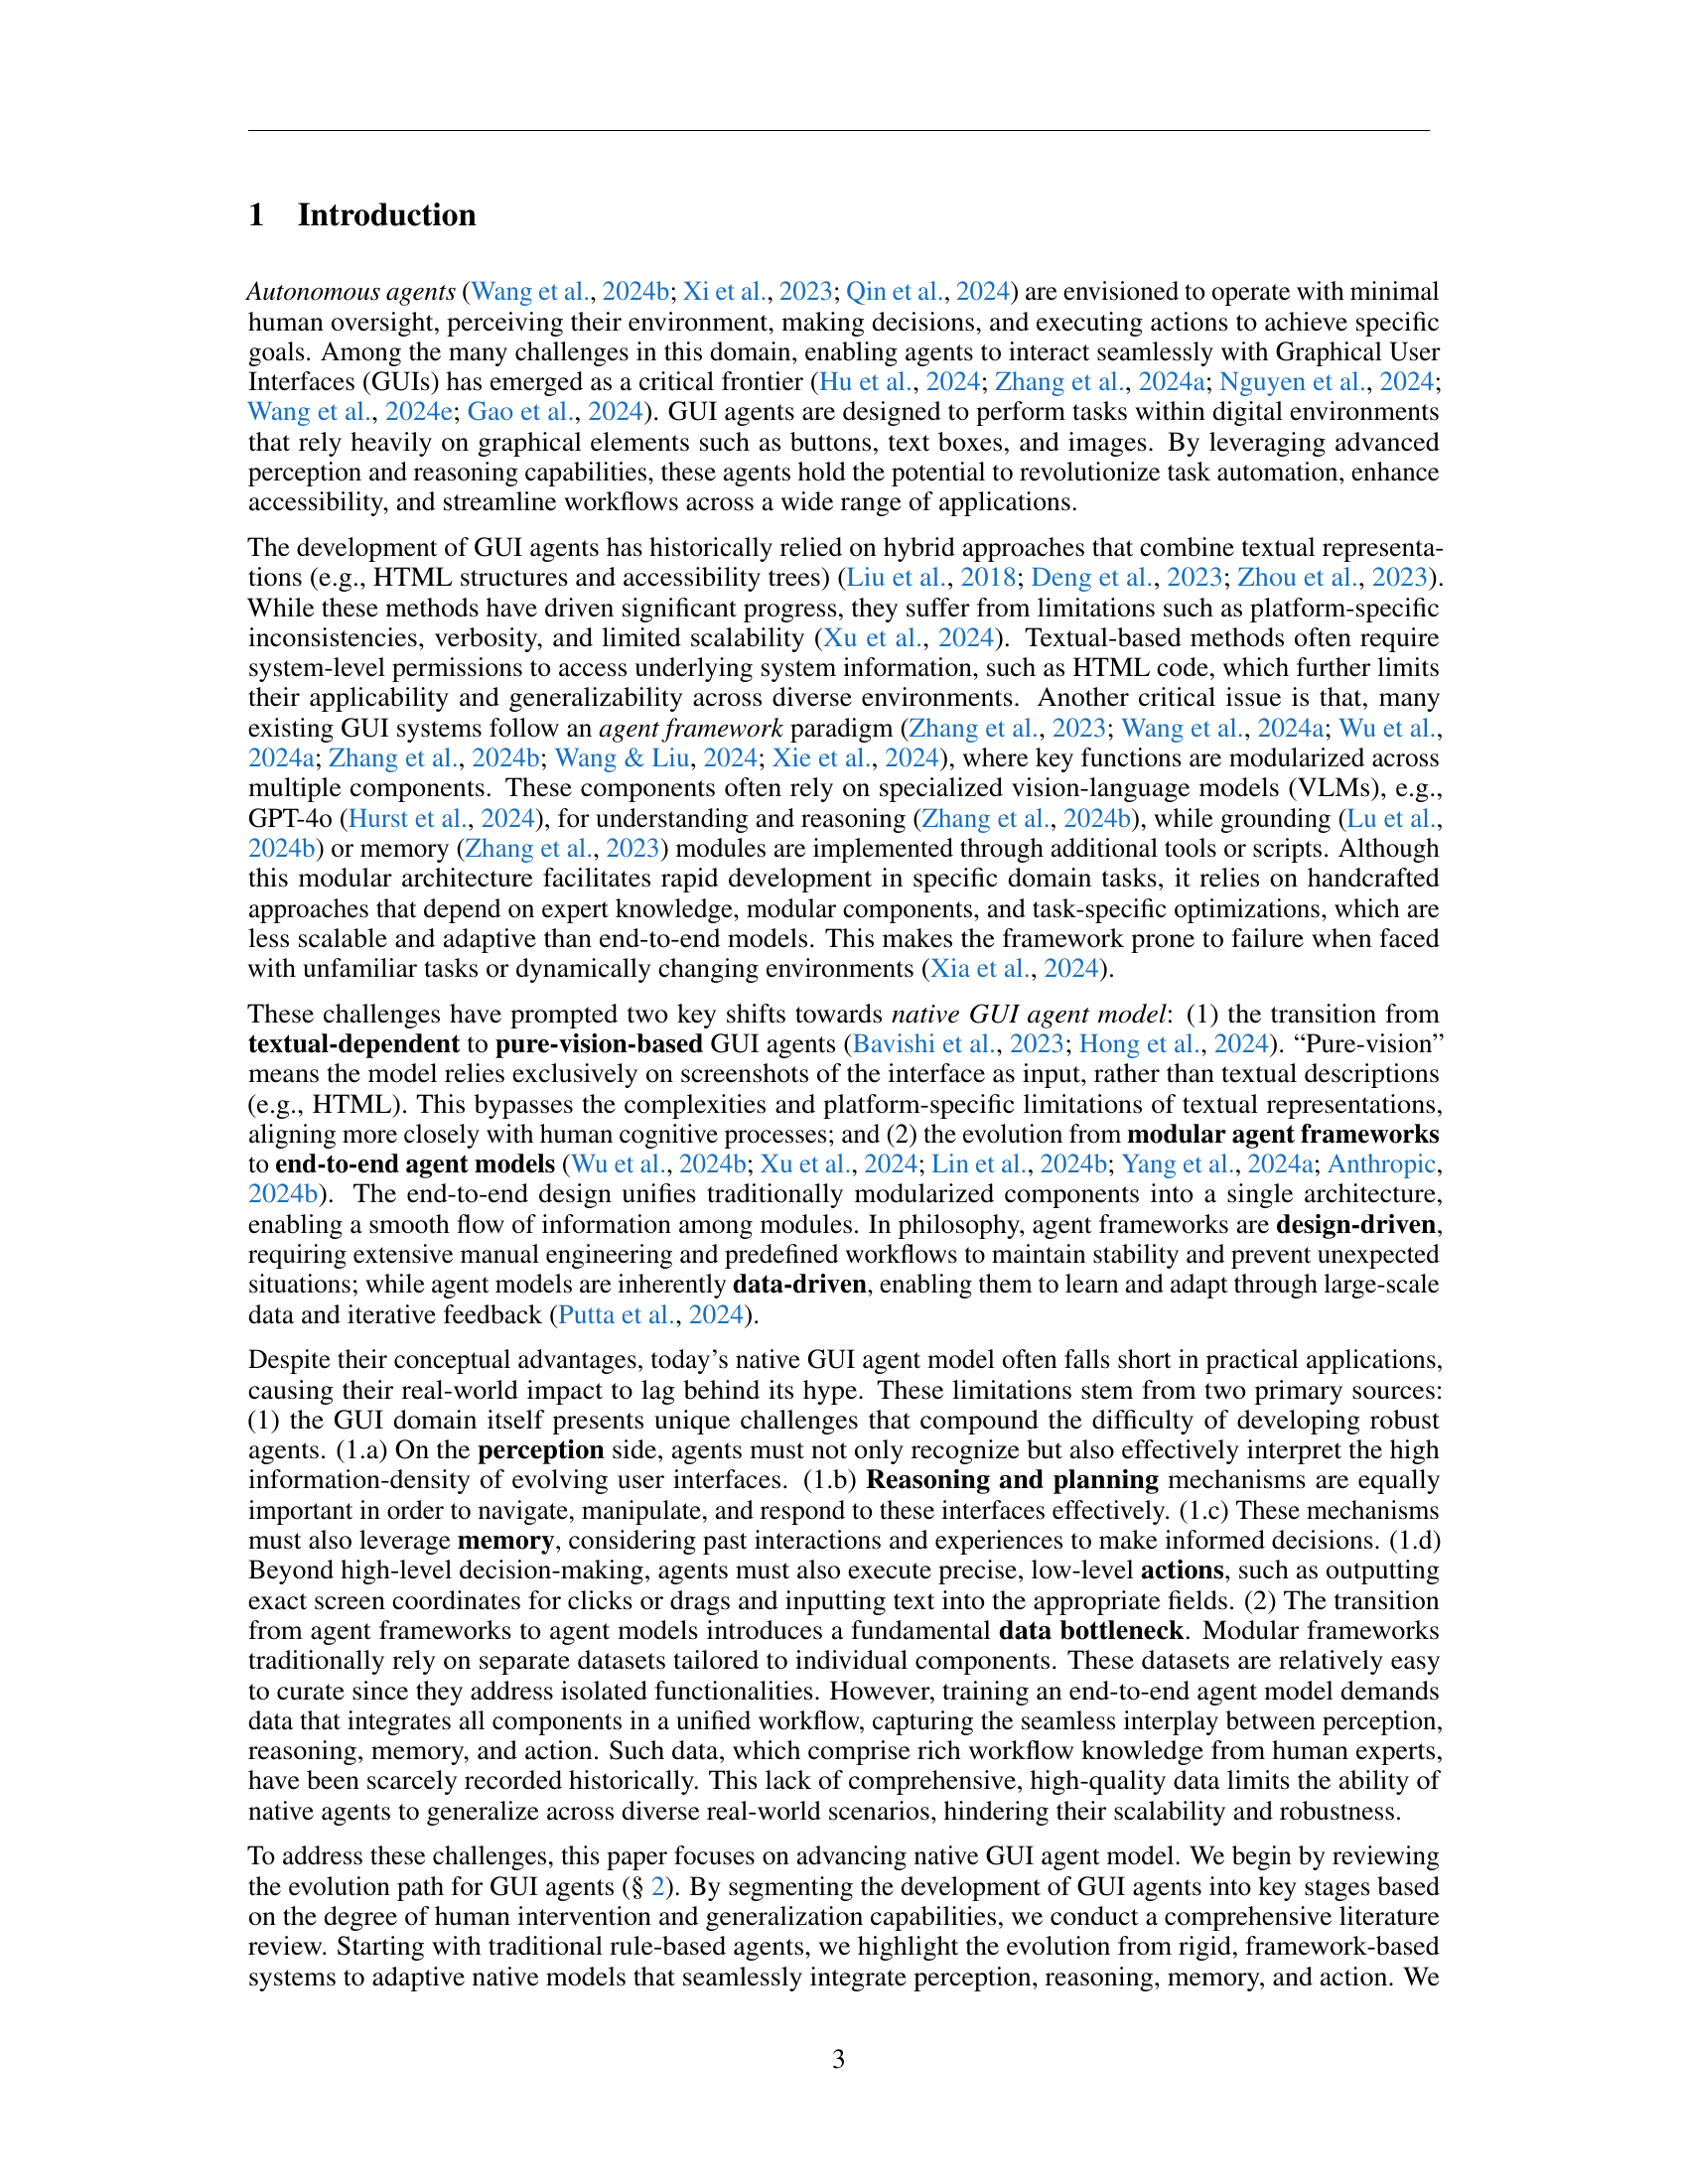 1 Introduction
Autonomous agents (Wang et al., 2024b; Xi et al., 2023; Qin et al., 2024) are envisioned to operate with minimal
human oversight, perceiving their environment, making decisions, and executing actions to achieve specific
goals. Among the many challenges in this domain, enabling agents to interact seamlessly with Graphical User
Interfaces (GUIs) has emerged as a critical frontier (Hu et al., 2024; Zhang et al., 2024a; Nguyen et al., 2024;
Wang et al., 2024e; Gao et al., 2024). GUI agents are designed to perform tasks within digital environments
that rely heavily on graphical elements such as buttons, text boxes, and images. By leveraging advanced
perception and reasoning capabilities, these agents hold the potential to revolutionize task automation, enhance
accessibility, and streamline workflows across a wide range of applications.
The development of GUI agents has historically relied on hybrid approaches that combine textual representa-
tions (e.g., HTML structures and accessibility trees) (Liu et al., 2018; Deng et al., 2023; Zhou et al., 2023).
While these methods have driven significant progress, they suffer from limitations such as platform-specific
inconsistencies, verbosity, and limited scalability (Xu et al., 2024). Textual-based methods often require
system-level permissions to access underlying system information, such as HTML code, which further limits
their applicability and generalizability across diverse environments. Another critical issue is that, many
existing GUI systems follow an agent framework paradigm (Zhang et al., 2023; Wang et al., 2024a; Wu et al.,
2024a; Zhang et al., 2024b; Wang & Liu, 2024; Xie et al., 2024), where key functions are modularized across
multiple components. These components often rely on specialized vision-language models (VLMs), e.g.,
GPT-4o (Hurst et al., 2024), for understanding and reasoning (Zhang et al., 2024b), while grounding (Lu et al.,
2024b) or memory (Zhang et al., 2023) modules are implemented through additional tools or scripts. Although
this modular architecture facilitates rapid development in specific domain tasks, it relies on handcrafted
approaches that depend on expert knowledge, modular components, and task-specific optimizations, which are
less scalable and adaptive than end-to-end models. This makes the framework prone to failure when faced
with unfamiliar tasks or dynamically changing environments (Xia et al., 2024).
These challenges have prompted two key shifts towards native GUI agent model: (1) the transition from
textual-dependent to pure-vision-based GUI agents (Bavishi et al., 2023; Hong et al., 2024). “Pure-vision”
means the model relies exclusively on screenshots of the interface as input, rather than textual descriptions
(e.g., HTML). This bypasses the complexities and platform-specific limitations of textual representations,
aligning more closely with human cognitive processes; and (2) the evolution from modular agent frameworks
to end-to-end agent models (Wu et al., 2024b; Xu et al., 2024; Lin et al., 2024b; Yang et al., 2024a; Anthropic,
2024b). The end-to-end design unifies traditionally modularized components into a single architecture,
enabling a smooth flow of information among modules. In philosophy, agent frameworks are design-driven,
requiring extensive manual engineering and predefined workflows to maintain stability and prevent unexpected
situations; while agent models are inherently data-driven, enabling them to learn and adapt through large-scale
data and iterative feedback (Putta et al., 2024).
Despite their conceptual advantages, today’s native GUI agent model often falls short in practical applications,
causing their real-world impact to lag behind its hype. These limitations stem from two primary sources:
(1) the GUI domain itself presents unique challenges that compound the difficulty of developing robust
agents. (1.a) On the perception side, agents must not only recognize but also effectively interpret the high
information-density of evolving user interfaces. (1.b) Reasoning and planning mechanisms are equally
important in order to navigate, manipulate, and respond to these interfaces effectively. (1.c) These mechanisms
must also leverage memory, considering past interactions and experiences to make informed decisions. (1.d)
Beyond high-level decision-making, agents must also execute precise, low-level actions, such as outputting
exact screen coordinates for clicks or drags and inputting text into the appropriate fields. (2) The transition
from agent frameworks to agent models introduces a fundamental data bottleneck. Modular frameworks
traditionally rely on separate datasets tailored to individual components. These datasets are relatively easy
to curate since they address isolated functionalities. However, training an end-to-end agent model demands
data that integrates all components in a unified workflow, capturing the seamless interplay between perception,
reasoning, memory, and action. Such data, which comprise rich workflow knowledge from human experts,
have been scarcely recorded historically. This lack of comprehensive, high-quality data limits the ability of
native agents to generalize across diverse real-world scenarios, hindering their scalability and robustness.
To address these challenges, this paper focuses on advancing native GUI agent model. We begin by reviewing
the evolution path for GUI agents (§ 2). By segmenting the development of GUI agents into key stages based
on the degree of human intervention and generalization capabilities, we conduct a comprehensive literature
review. Starting with traditional rule-based agents, we highlight the evolution from rigid, framework-based
systems to adaptive native models that seamlessly integrate perception, reasoning, memory, and action. We
3